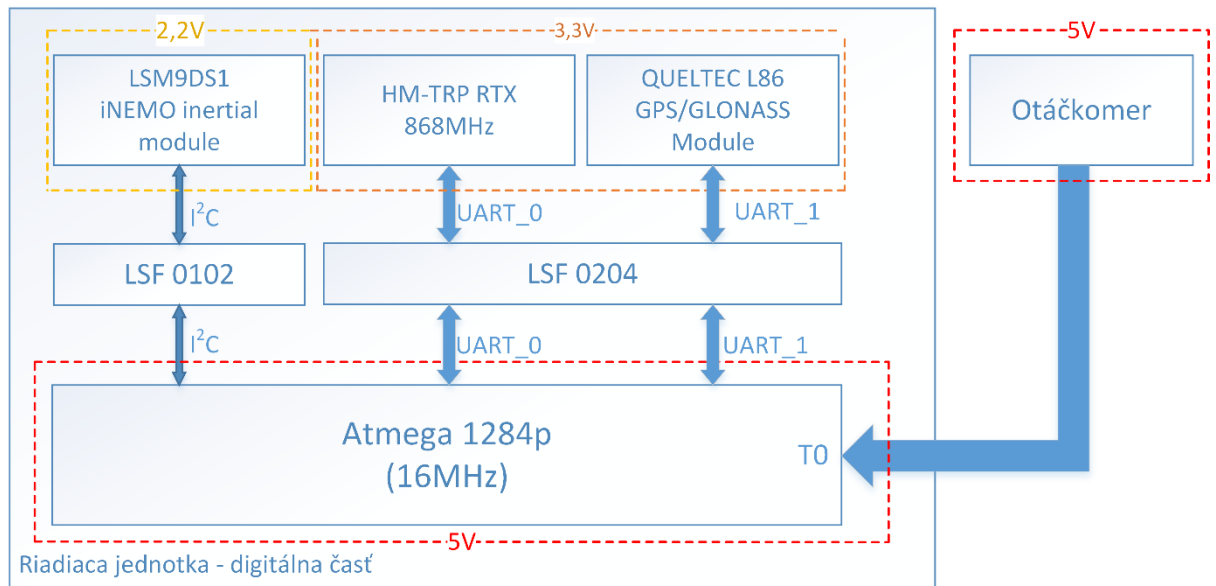 2,2V
3,3V
5V
LSM9DS1
iNEMO inertial
module
HM-TRP RTX
868MHz
QUELTEC L86
GPS/GLONASS
Module
Otáčkomer
I²C
UART_0
UART_1
LSF 0102
LSF 0204
I²C
UART_0
UART_1
Atmega 1284p
(16MHz)
T0
5V
Riadiaca jednotka - digitálna časť